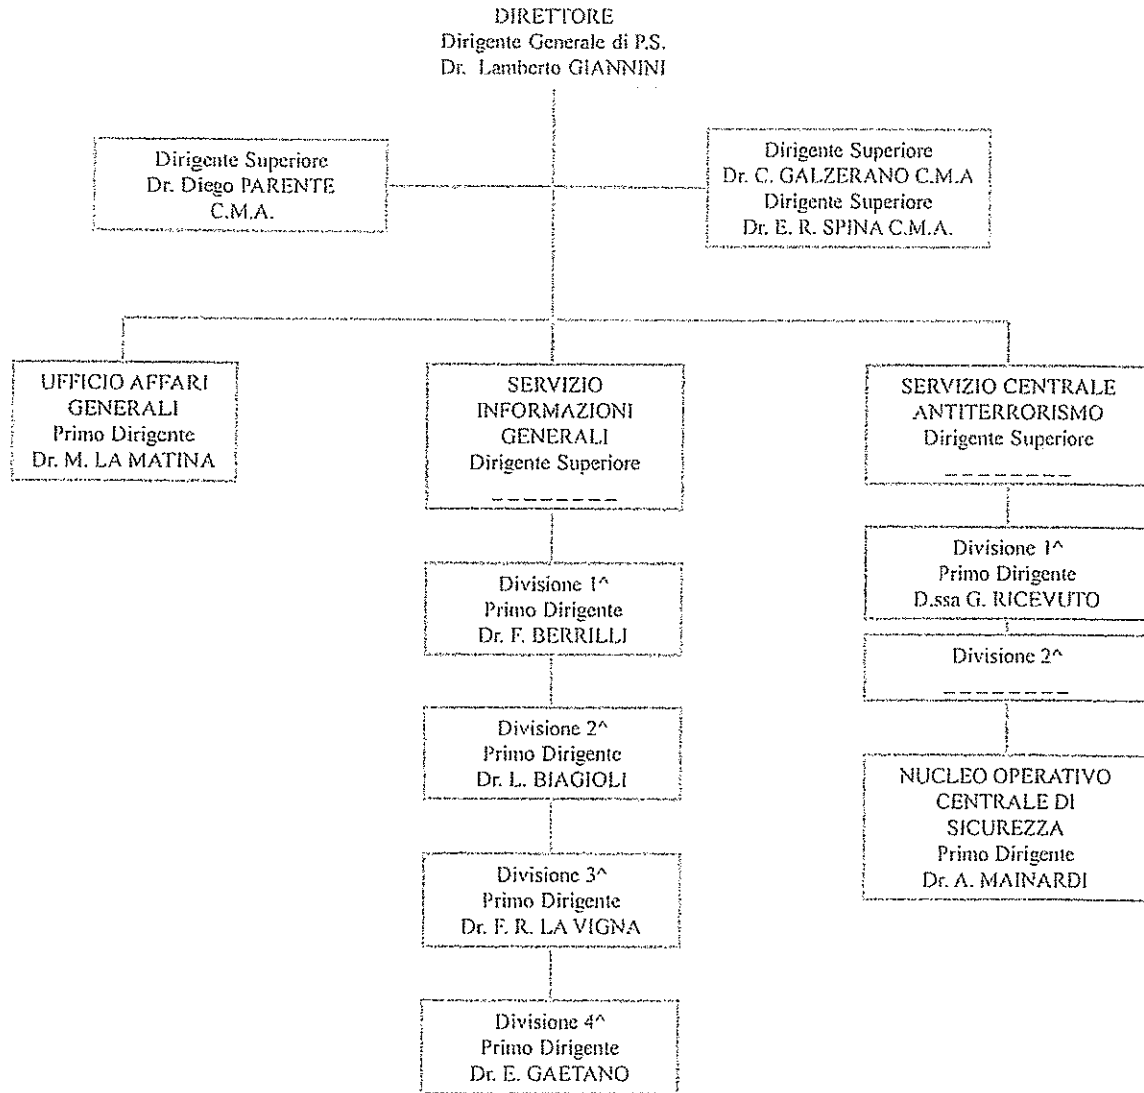 DIRETTORE
Dirigente Generale di P.S.
Dr. Lamberto GIANNINI
Dirigente Superiore
Dr. Diego PARENTE
C.M.A.
Dirigente Superiore
Dr. C. GALZERANO C.M.A
Dirigente Superiore
Dr. E. R. SPINA C.M.A.
UFFICIO AFFARI
GENERALI
Primo Dirigente
Dr. M. LA MATINA
SERVIZIO
INFORMAZIONI
GENERALI
Dirigente Superiore
_ _ _ _ _ _ _ _
Divisione 1^
Primo Dirigente
Dr. F. BERRILLI
Divisione 2^
Primo Dirigente
Dr. L. BIAGIOLI
Divisione 3^
Primo Dirigente
Dr. F. R. LA VIGNA
Divisione 4^
Primo Dirigente
Dr. E. GAETANO
SERVIZIO CENTRALE
ANTITERRORISMO
Dirigente Superiore
_ _ _ _ _ _ _ _
Divisione 1^
Primo Dirigente
D.ssa G. RICEVUTO
Divisione 2^
_ _ _ _ _ _ _ _
NUCLEO OPERATIVO
CENTRALE DI
SICUREZZA
Primo Dirigente
Dr. A. MAINARDI